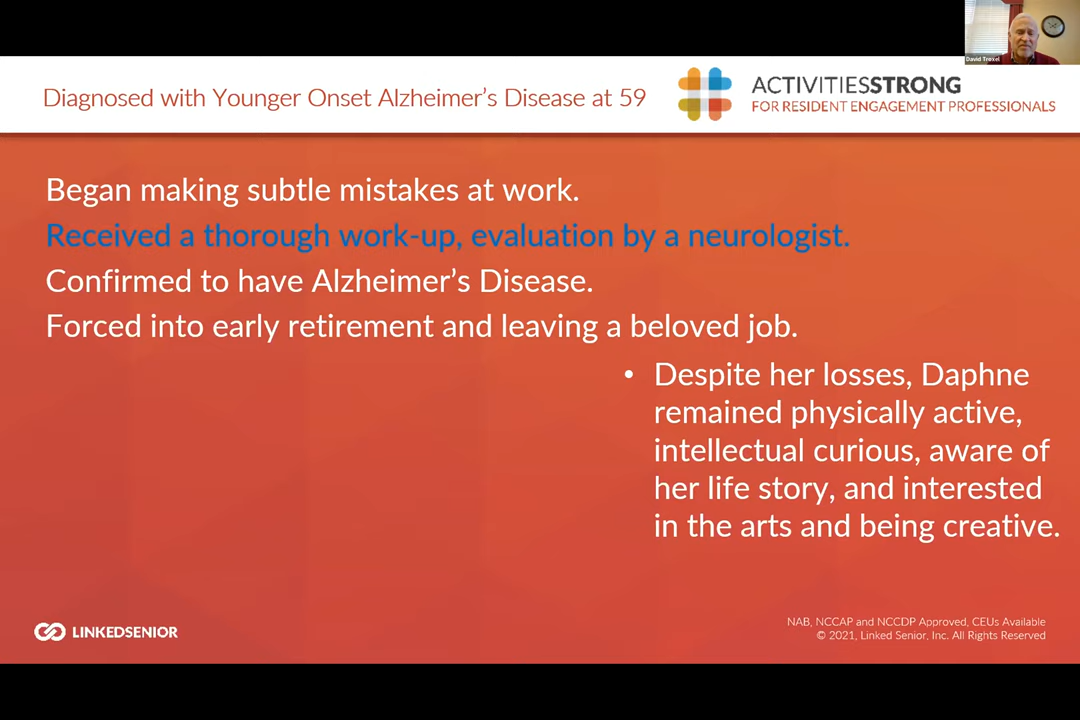 David Troxel
Diagnosed with Younger Onset Alzheimer’s Disease at 59
ACTIVITIESSTRONG
FOR RESIDENT ENGAGEMENT PROFESSIONALS
Began making subtle mistakes at work.
Received a thorough work-up, evaluation by a neurologist.
Confirmed to have Alzheimer’s Disease.
Forced into early retirement and leaving a beloved job.
• Despite her losses, Daphne
remained physically active,
intellectual curious, aware of
her life story, and interested
in the arts and being creative.
LINKEDSENIOR
NAB, NCCAP and NCCDP Approved, CEUs Available
© 2021, Linked Senior, Inc. All Rights Reserved